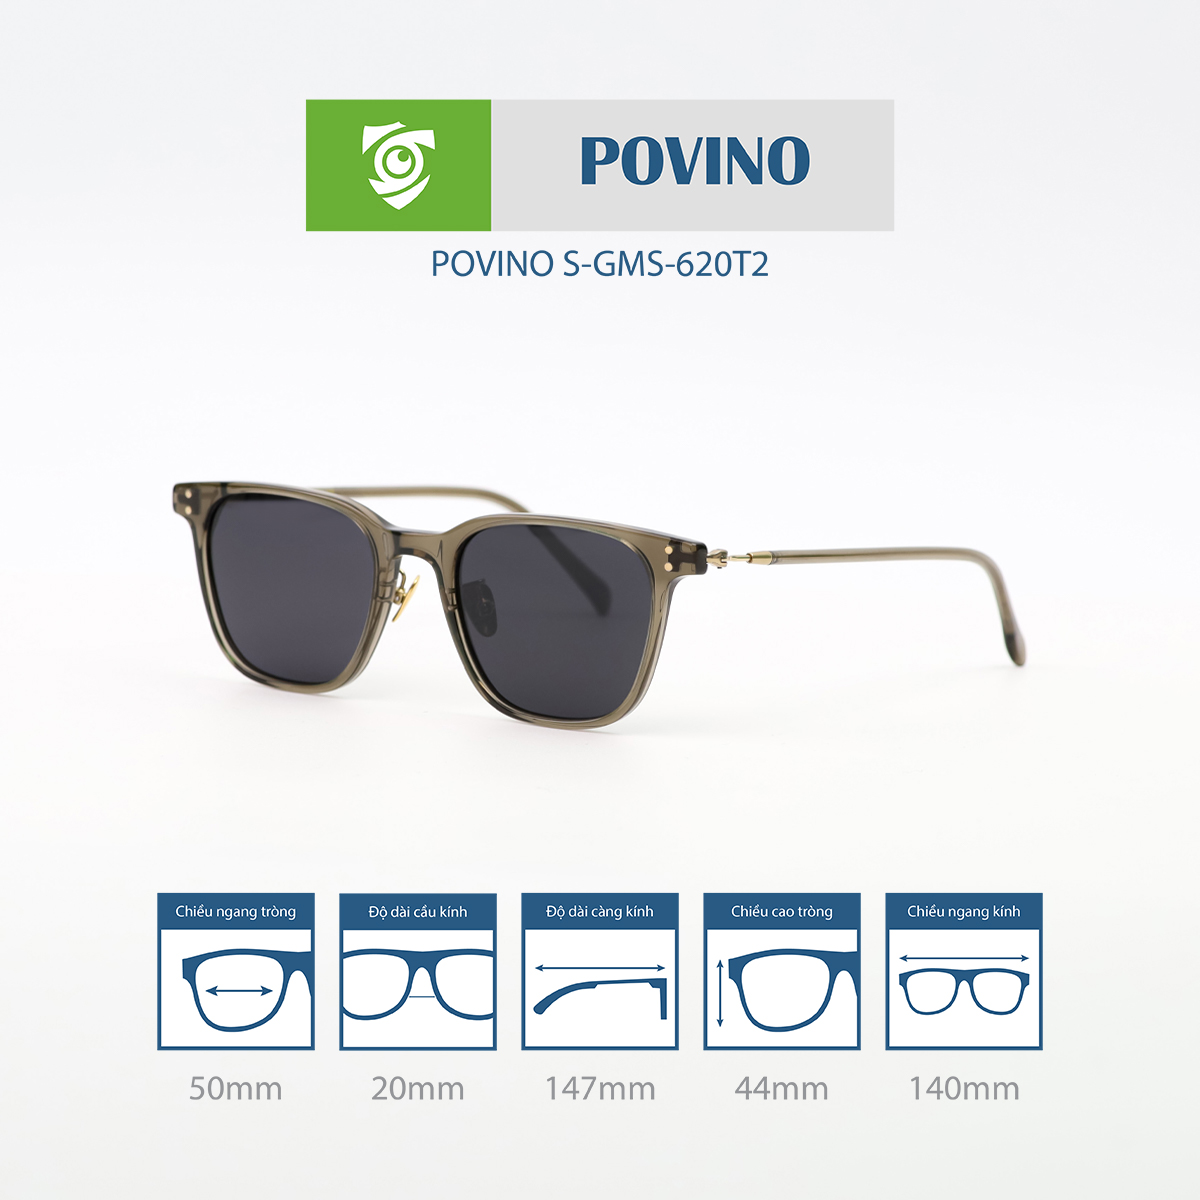 POVINO
POVINO S-GMS-620T2
Chiều ngang tròng
Độ dài cầu kính
Độ dài càng kính
Chiều cao tròng
Chiều ngang kính
50mm
20mm
147mm
44mm
140mm